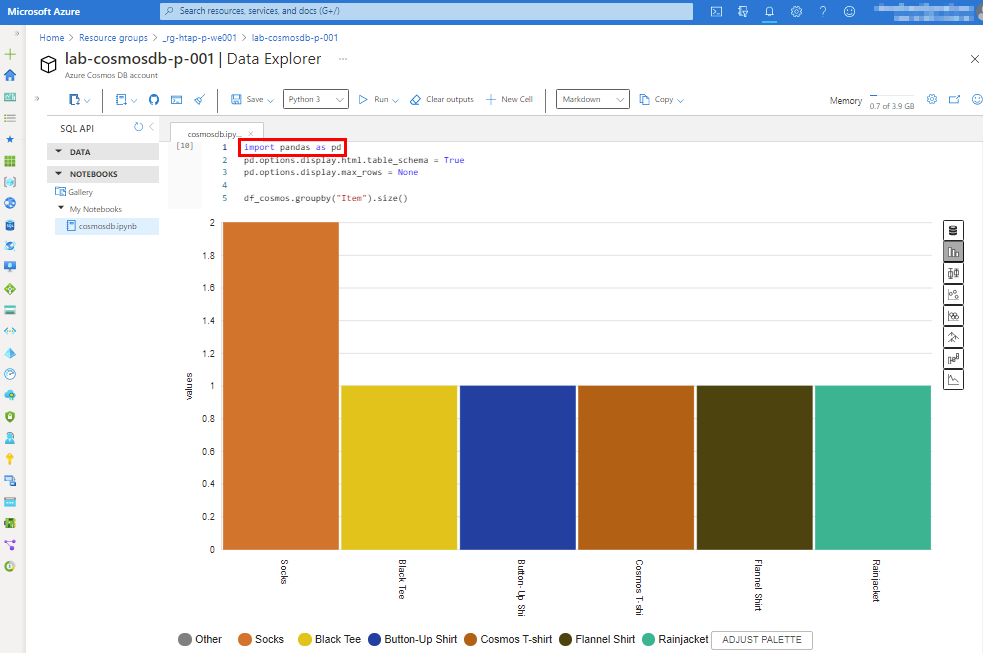 Microsoft Azure
Search resources, services, and docs (G+/)
Home > Resource groups > _rg-htap-p-we001 > lab-cosmosdb-p-001
lab-cosmosdb-p-001 | Data Explorer ...
Azure Cosmos DB account
Save
Python 3
Run
Clear outputs
New Cell
Markdown
Copy
Memory
0.7 of 3.9 GB
SQL API
DATA
NOTEBOOKS
Gallery
My Notebooks
cosmosdb.ipynb
cosmosdb.ipy...
[10]
1 import pandas as pd
2 pd.options.display.html.table_schema = True
3 pd.options.display.max_rows = None
4
5 df_cosmos.groupby("Item").size()
2
1.8
1.6
1.4
1.2
1
0.8
0.6
0.4
0.2
0
values
Socks
Black Tee
Button-Up Shi
Cosmos T-shi
Flannel Shirt
Rainjacket
Other Socks Black Tee Button-Up Shirt Cosmos T-shirt Flannel Shirt Rainjacket ADJUST PALETTE